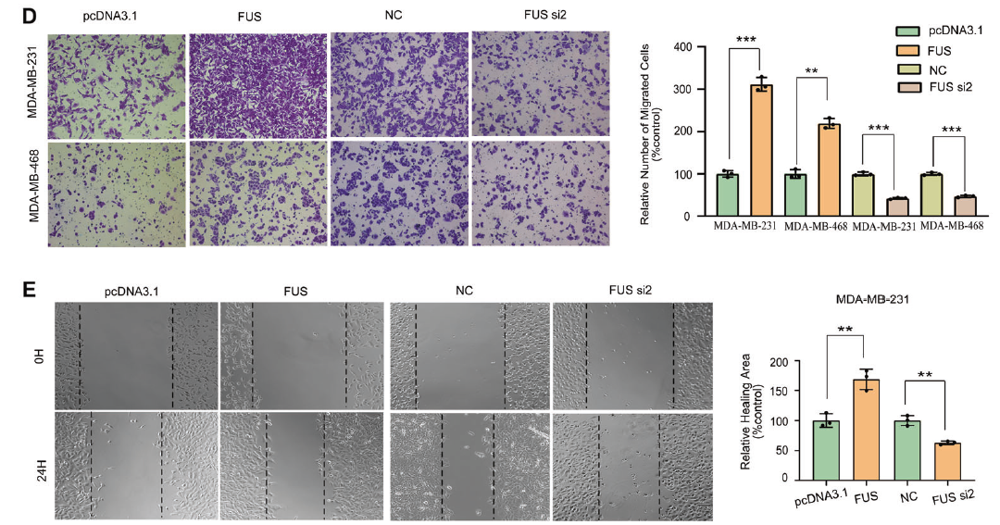 D
pcDNA3.1 FUS NC FUS si2
MDA-MB-231
MDA-MB-468
Relative Number of Migrated Cells
(%control)
400
300
200
100
0
*** ** *** ***
pcDNA3.1
FUS
NC
FUS si2
MDA-MB-231 MDA-MB-468 MDA-MB-231 MDA-MB-468
E
pcDNA3.1 FUS NC FUS si2
0H
24H
MDA-MB-231
Relative Healing Area
(%control)
200
150
100
50
0
** **
pcDNA3.1 FUS NC FUS si2